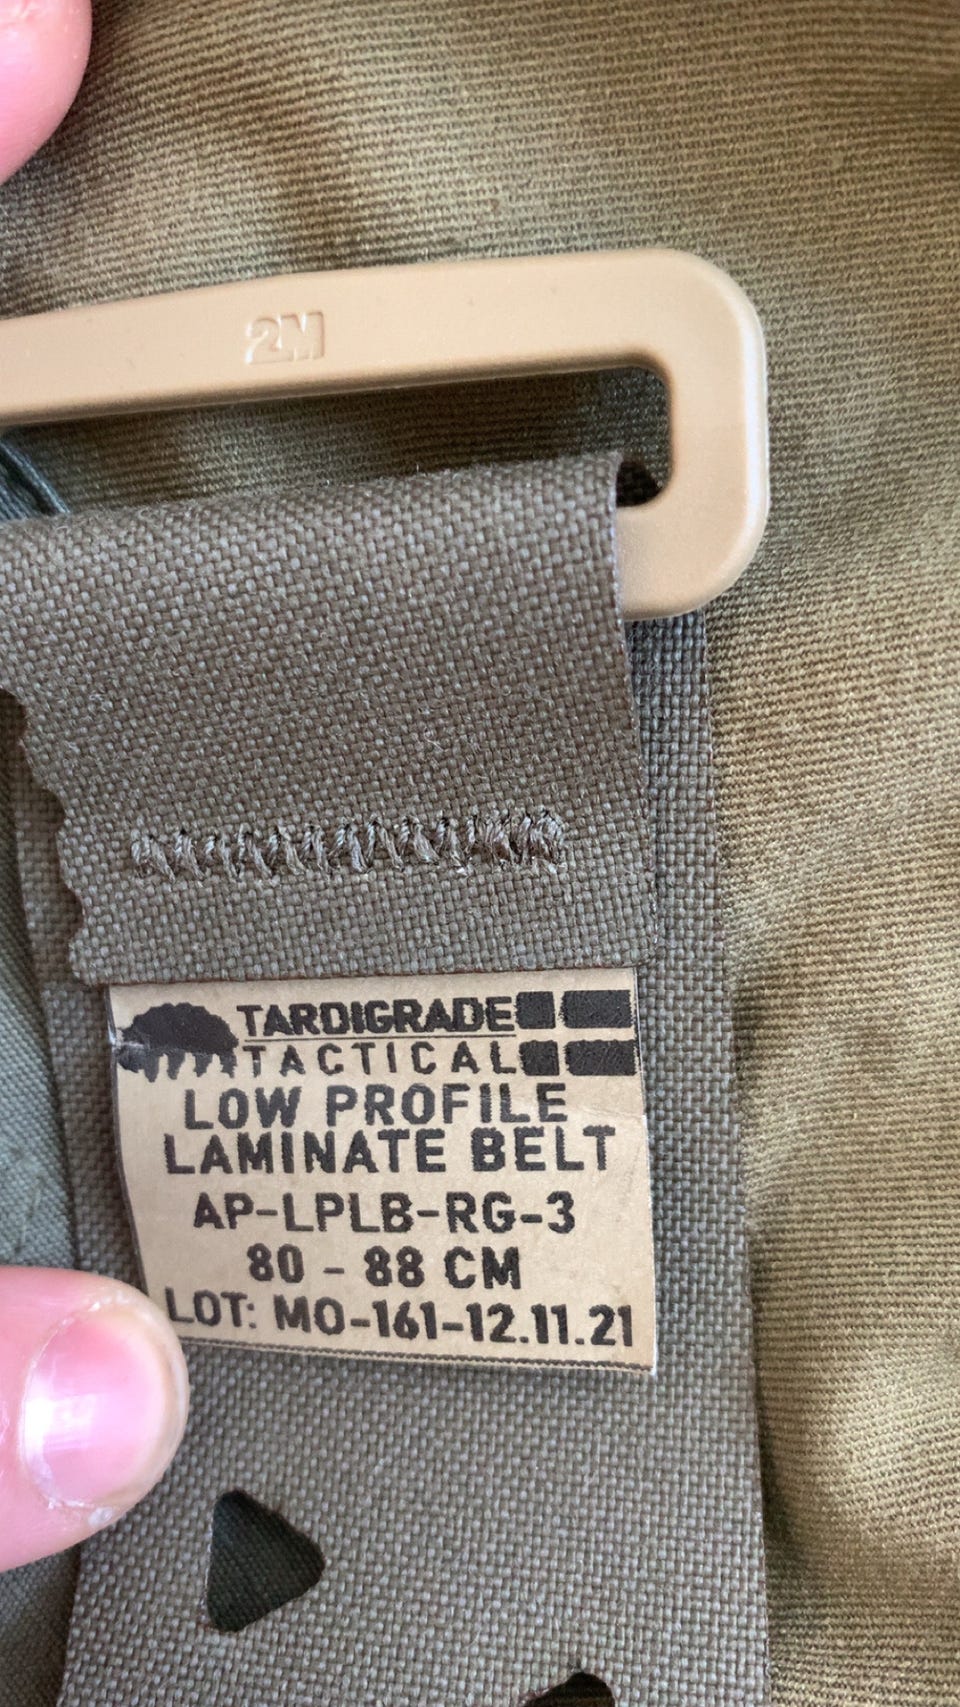 2M
TARDIGRADE
TACTICAL
LOW PROFILE
LAMINATE BELT
AP-LPLB-RG-3
80 - 88 CM
LOT: MO-161-12.11.21